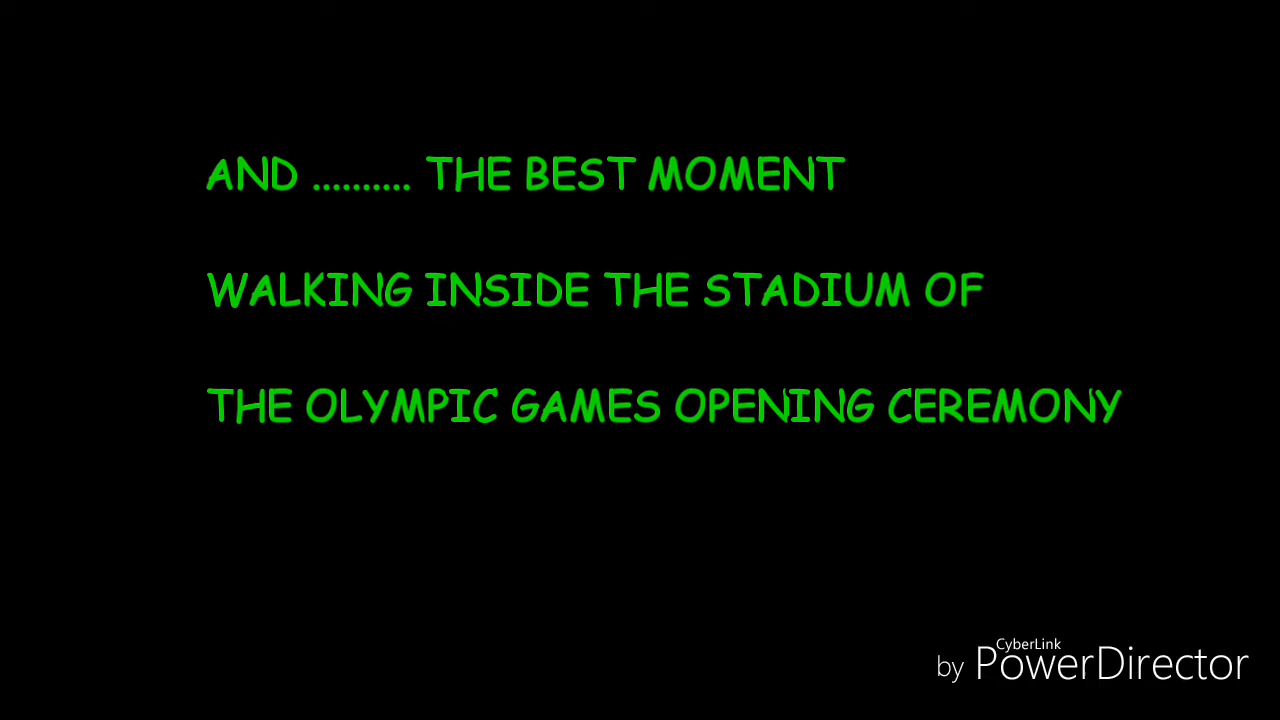 AND .......... THE BEST MOMENT
WALKING INSIDE THE STADIUM OF
THE OLYMPIC GAMES OPENING CEREMONY
CyberLink
by PowerDirector